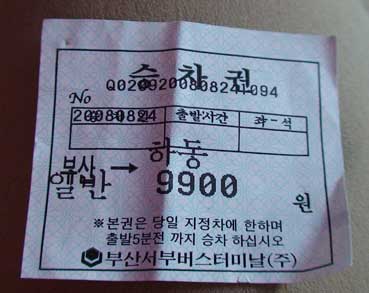 승차권
Q0209200808241094
No
20080824 출발시간 좌-석
부산 → 하동
일반 9900 원
※본권은 당일 지정차에 한하며
출발5분전 까지 승차 하십시오
부산서부버스터미날(주)